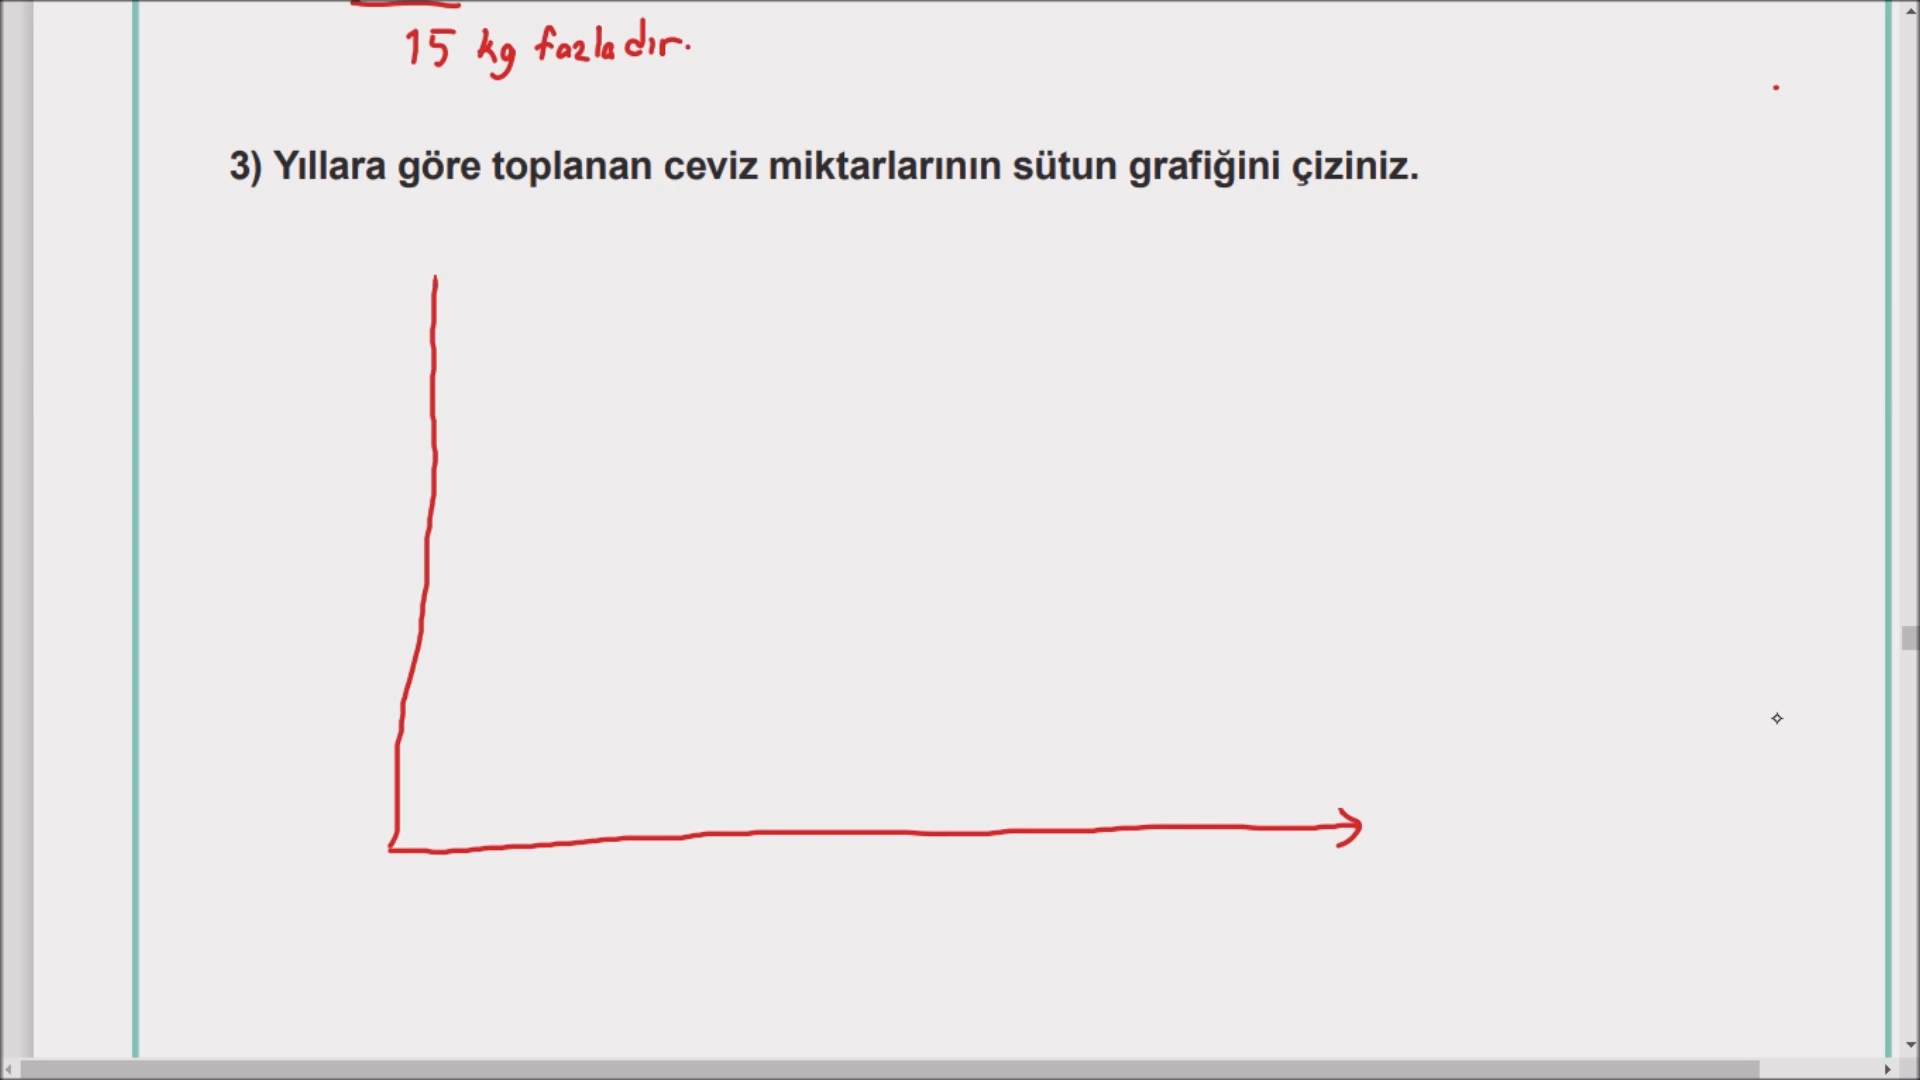 15 kg fazladır.
3) Yıllara göre toplanan ceviz miktarlarının sütun grafiğini çiziniz.